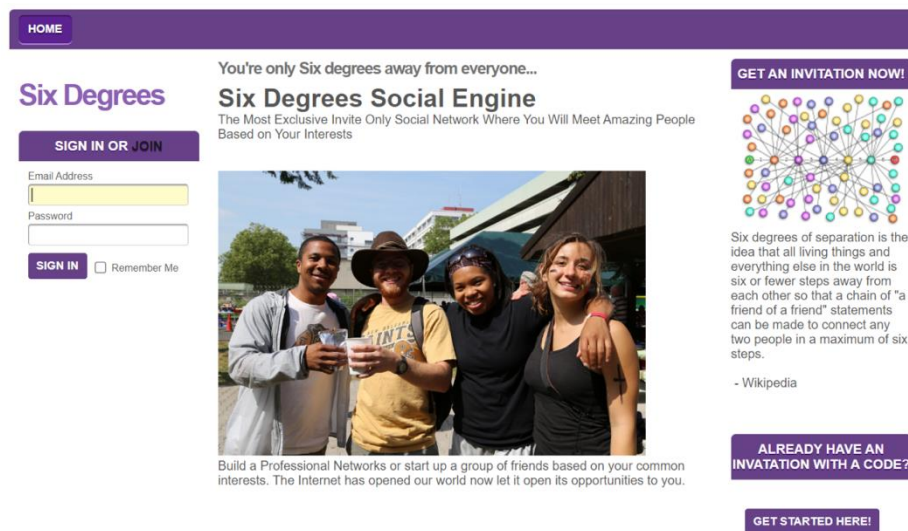 HOME
Six Degrees
SIGN IN OR JOIN
Email Address
Password
SIGN IN
Remember Me
You're only Six degrees away from everyone...
Six Degrees Social Engine
The Most Exclusive Invite Only Social Network Where You Will Meet Amazing People
Based on Your Interests
AINTS
Build a Professional Networks or start up a group of friends based on your common
interests. The Internet has opened our world now let it open its opportunities to you.
GET AN INVITATION NOW!
Six degrees of separation is the
idea that all living things and
everything else in the world is
six or fewer steps away from
each other so that a chain of "a
friend of a friend" statements
can be made to connect any
two people in a maximum of six
steps.
- Wikipedia
ALREADY HAVE AN
INVATATION WITH A CODE?
GET STARTED HERE!